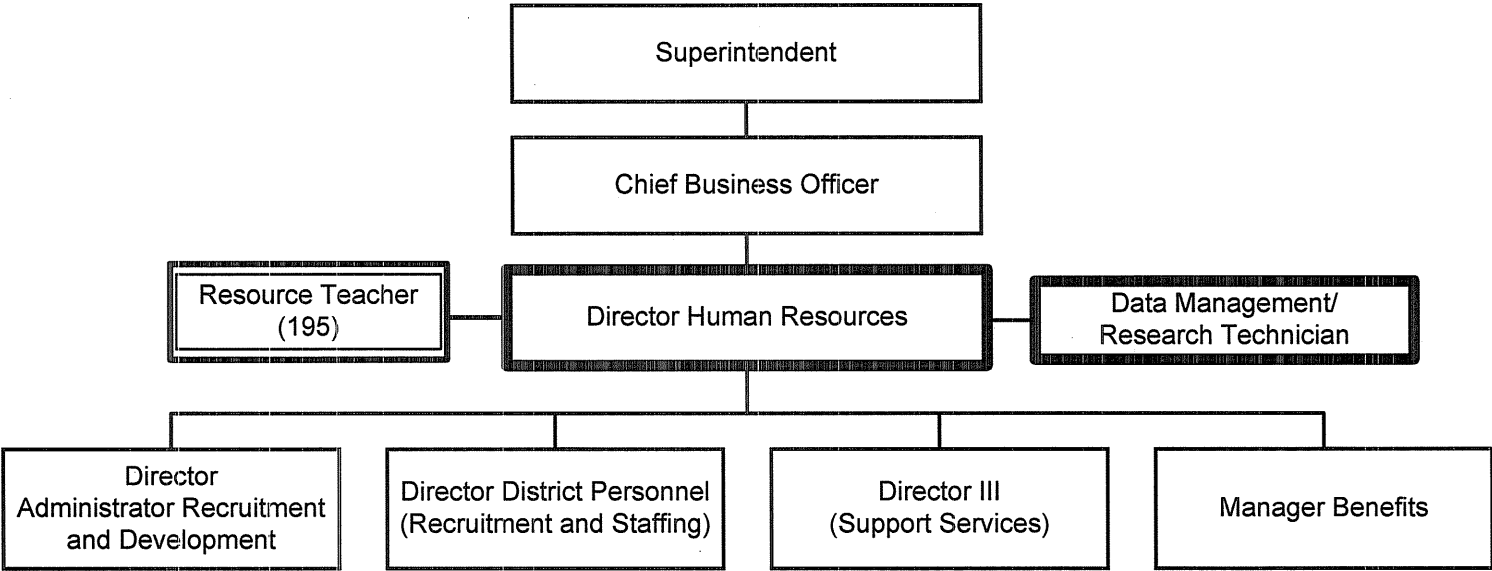 Superintendent
Chief Business Officer
Resource Teacher
(195)
Director Human Resources
Data Management/
Research Technician
Director
Administrator Recruitment
and Development
Director District Personnel
(Recruitment and Staffing)
Director III
(Support Services)
Manager Benefits